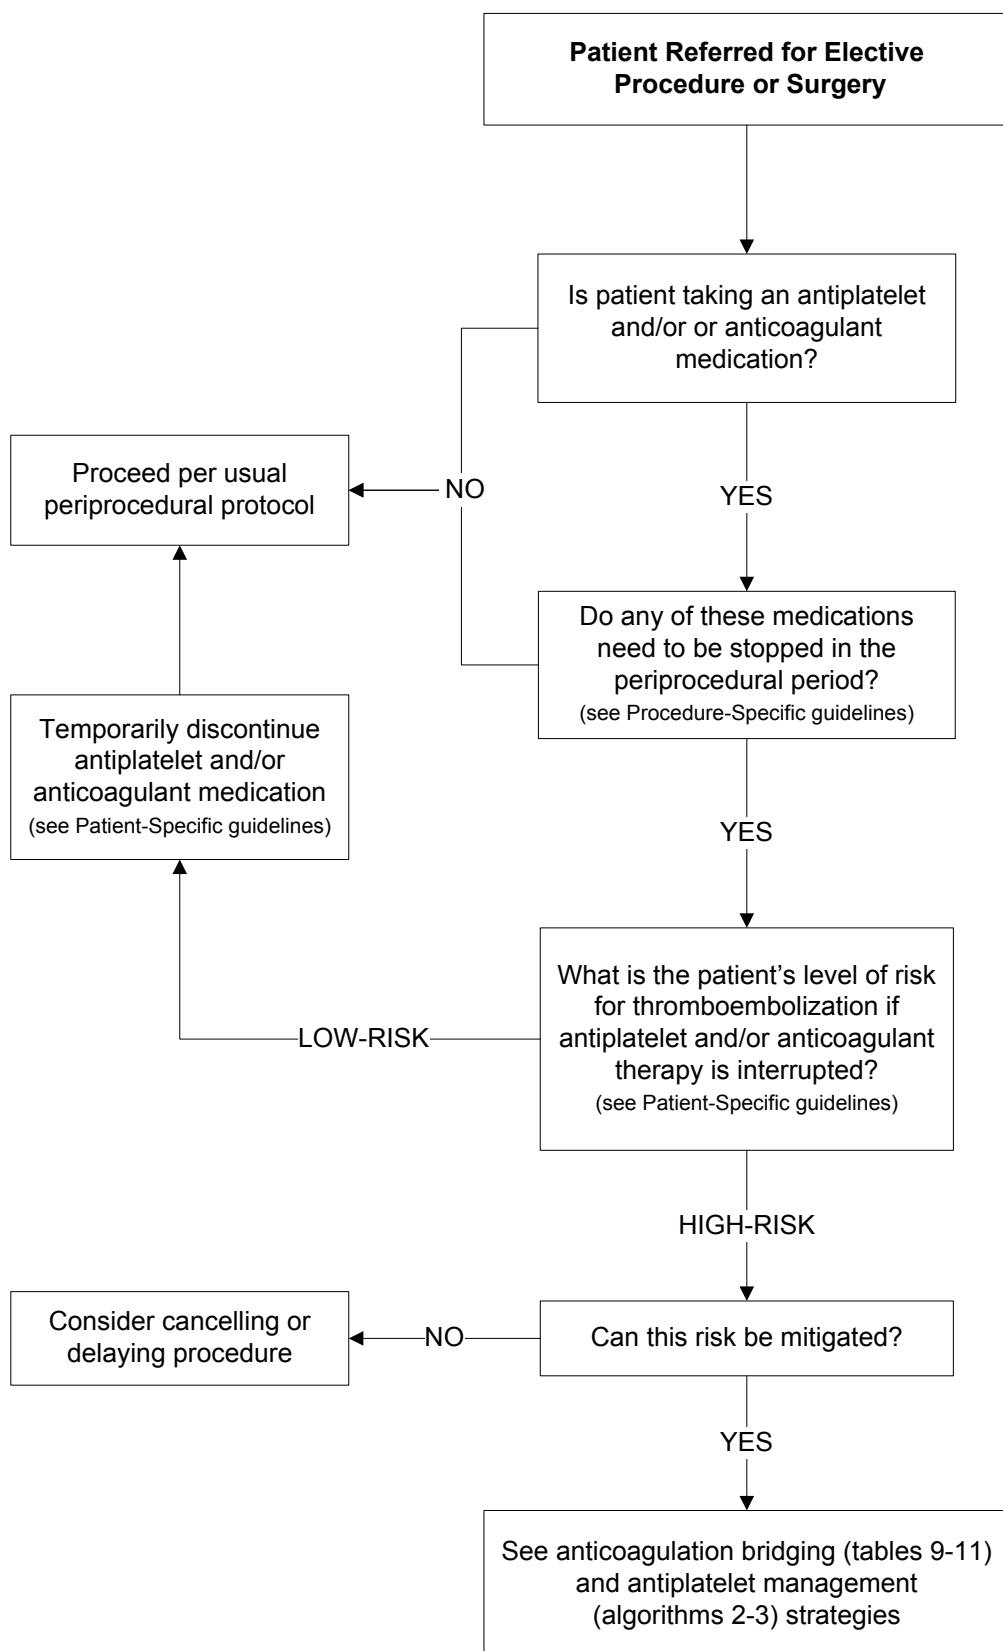 Patient Referred for Elective
Procedure or Surgery
Is patient taking an antiplatelet
and/or or anticoagulant
medication?
Proceed per usual
periprocedural protocol
NO
YES
Do any of these medications
need to be stopped in the
periprocedural period?
(see Procedure-Specific guidelines)
Temporarily discontinue
antiplatelet and/or
anticoagulant medication
(see Patient-Specific guidelines)
YES
What is the patient’s level of risk
for thromboembolization if
antiplatelet and/or anticoagulant
therapy is interrupted?
(see Patient-Specific guidelines)
LOW-RISK
HIGH-RISK
Consider cancelling or
delaying procedure
NO
Can this risk be mitigated?
YES
See anticoagulation bridging (tables 9-11)
and antiplatelet management
(algorithms 2-3) strategies